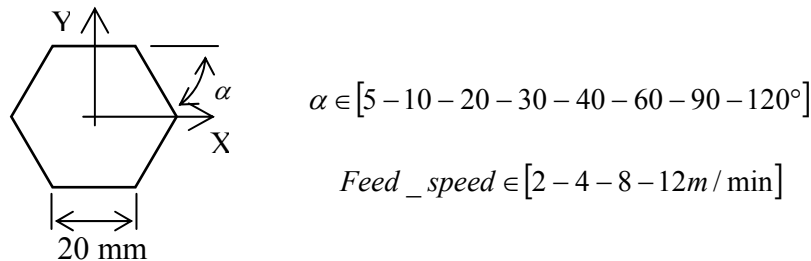 Y
α
X
20 mm
α ∈ [5 − 10 − 20 − 30 − 40 − 60 − 90 − 120°]
Feed _ speed ∈ [2 − 4 − 8 − 12m / min]